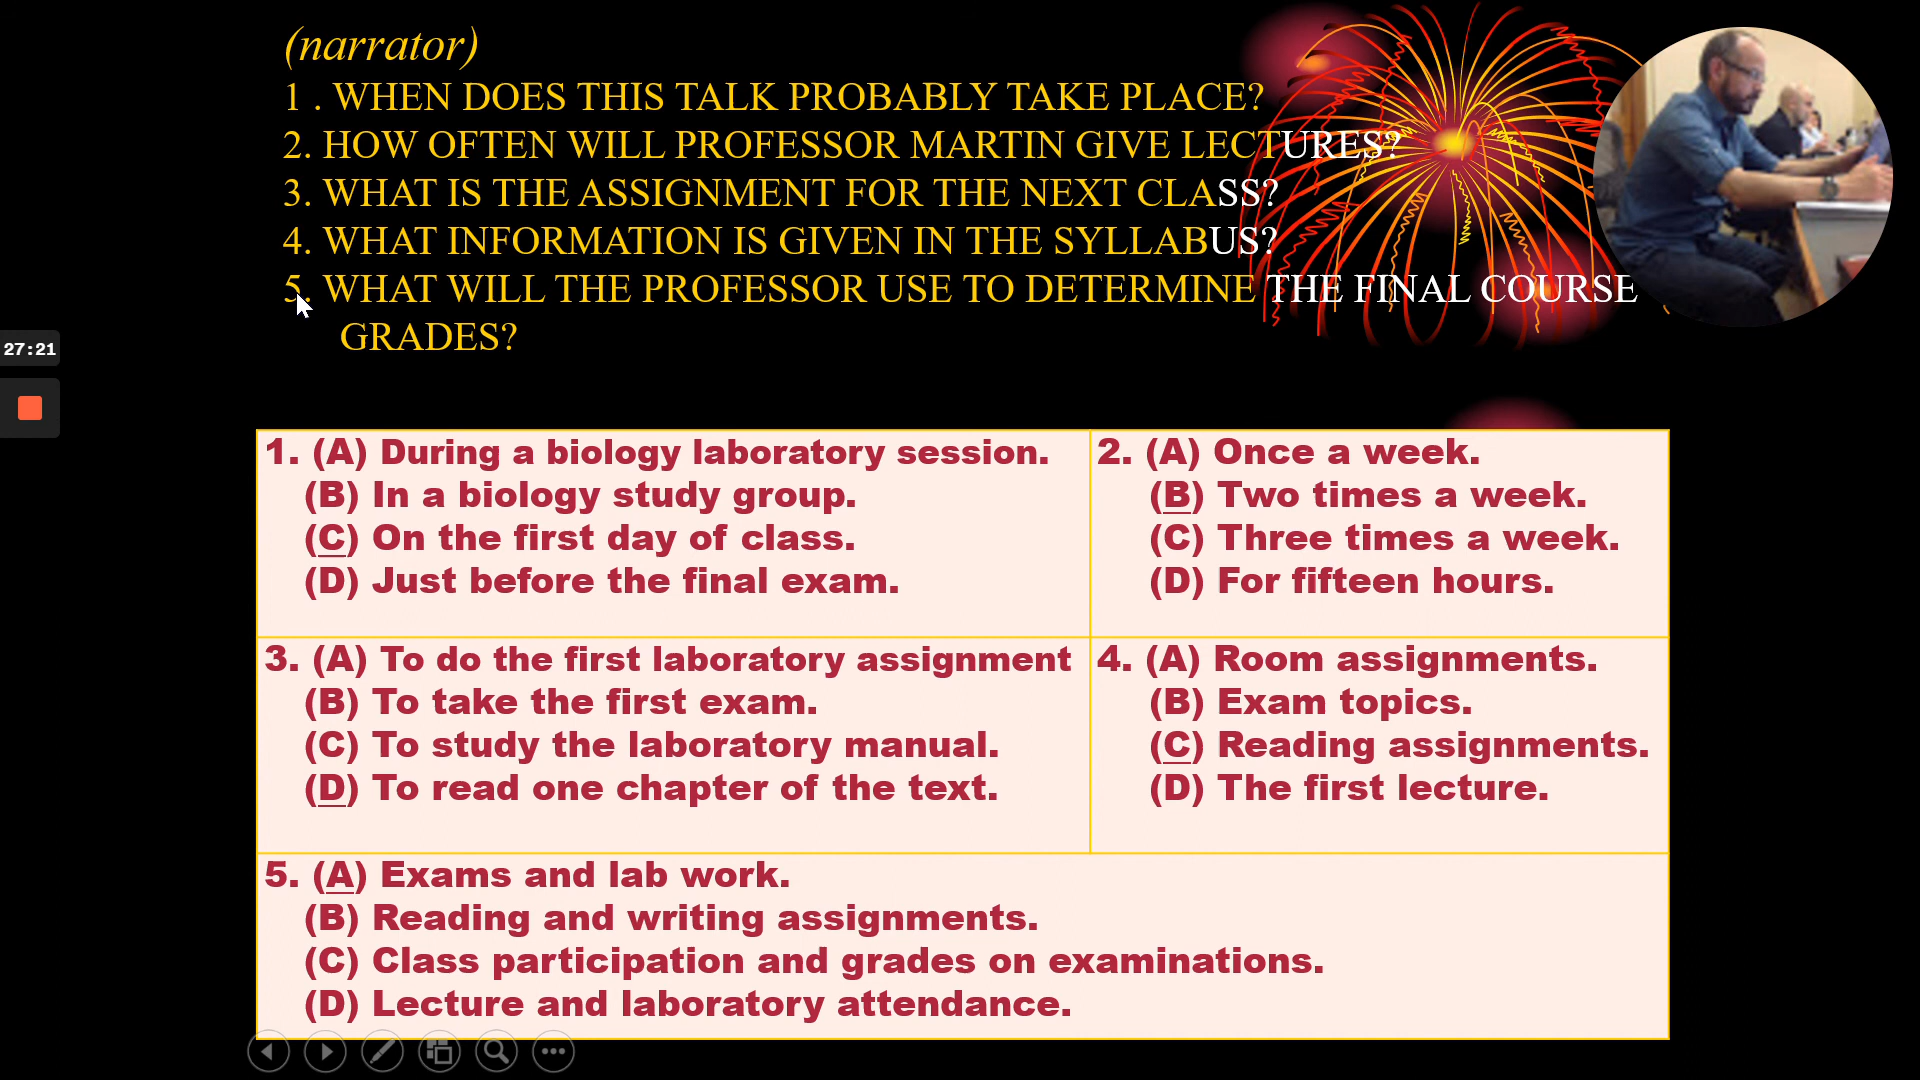 (narrator)
1 . WHEN DOES THIS TALK PROBABLY TAKE PLACE?
2. HOW OFTEN WILL PROFESSOR MARTIN GIVE LECTURES?
3. WHAT IS THE ASSIGNMENT FOR THE NEXT CLASS?
4. WHAT INFORMATION IS GIVEN IN THE SYLLABUS?
5. WHAT WILL THE PROFESSOR USE TO DETERMINE THE FINAL COURSE
GRADES?
27:21
1. (A) During a biology laboratory session.
(B) In a biology study group.
(C) On the first day of class.
(D) Just before the final exam.
2. (A) Once a week.
(B) Two times a week.
(C) Three times a week.
(D) For fifteen hours.
3. (A) To do the first laboratory assignment
(B) To take the first exam.
(C) To study the laboratory manual.
(D) To read one chapter of the text.
4. (A) Room assignments.
(B) Exam topics.
(C) Reading assignments.
(D) The first lecture.
5. (A) Exams and lab work.
(B) Reading and writing assignments.
(C) Class participation and grades on examinations.
(D) Lecture and laboratory attendance.